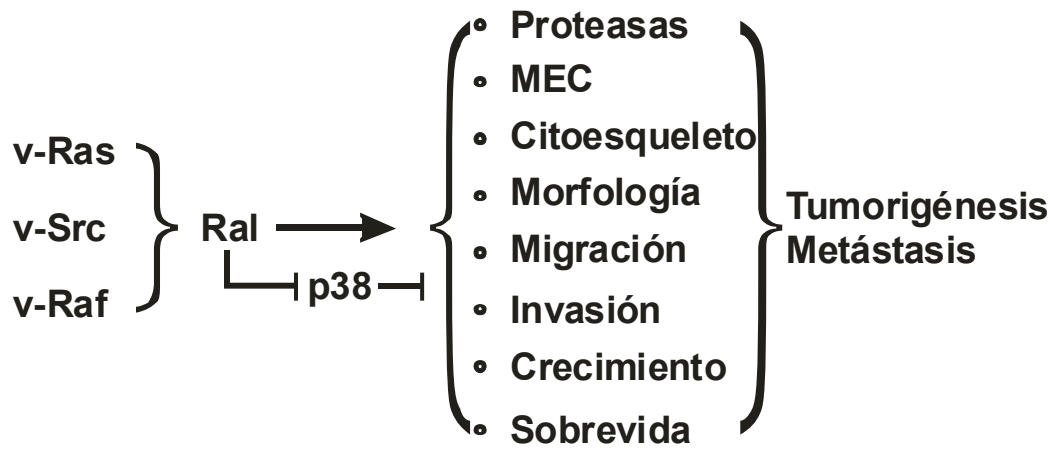 v-Ras
v-Src
v-Raf
Ral
p38
Proteasas
MEC
Citoesqueleto
Morfología
Migración
Invasión
Crecimiento
Sobrevida
Tumorigénesis
Metástasis